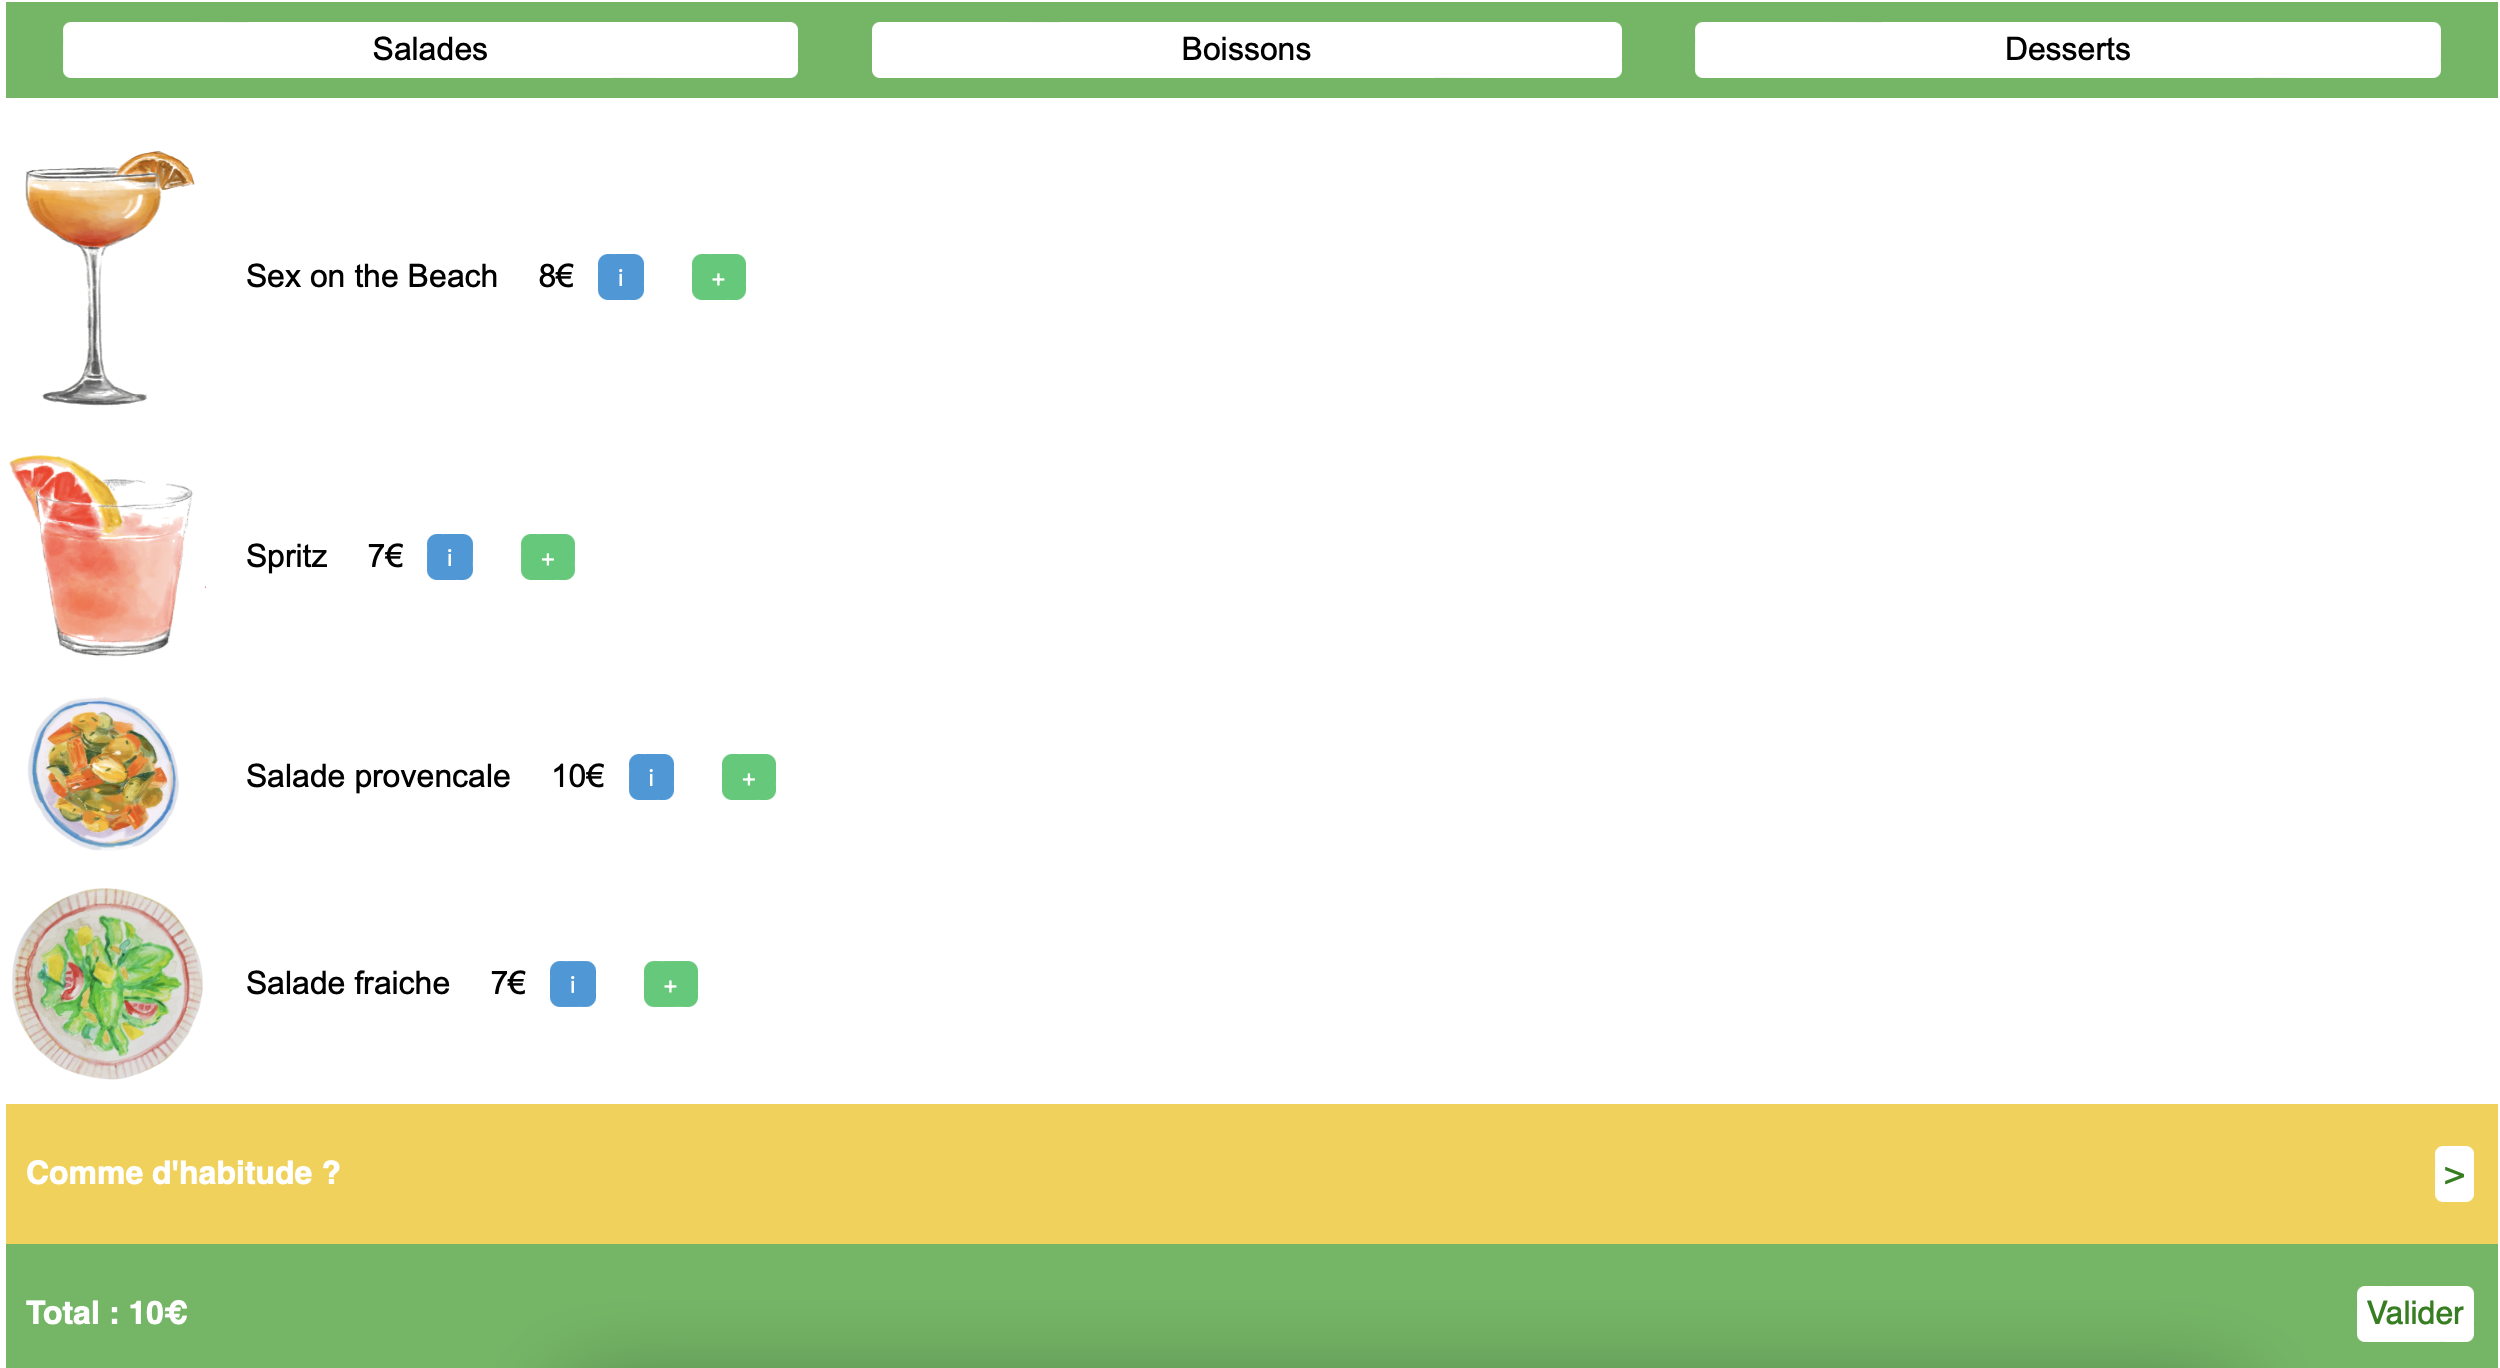 Salades Boissons Desserts
Sex on the Beach 8€ i +
Spritz 7€ i +
Salade provencale 10€ i +
Salade fraiche 7€ i +
Comme d'habitude ? >
Total : 10€ Valider